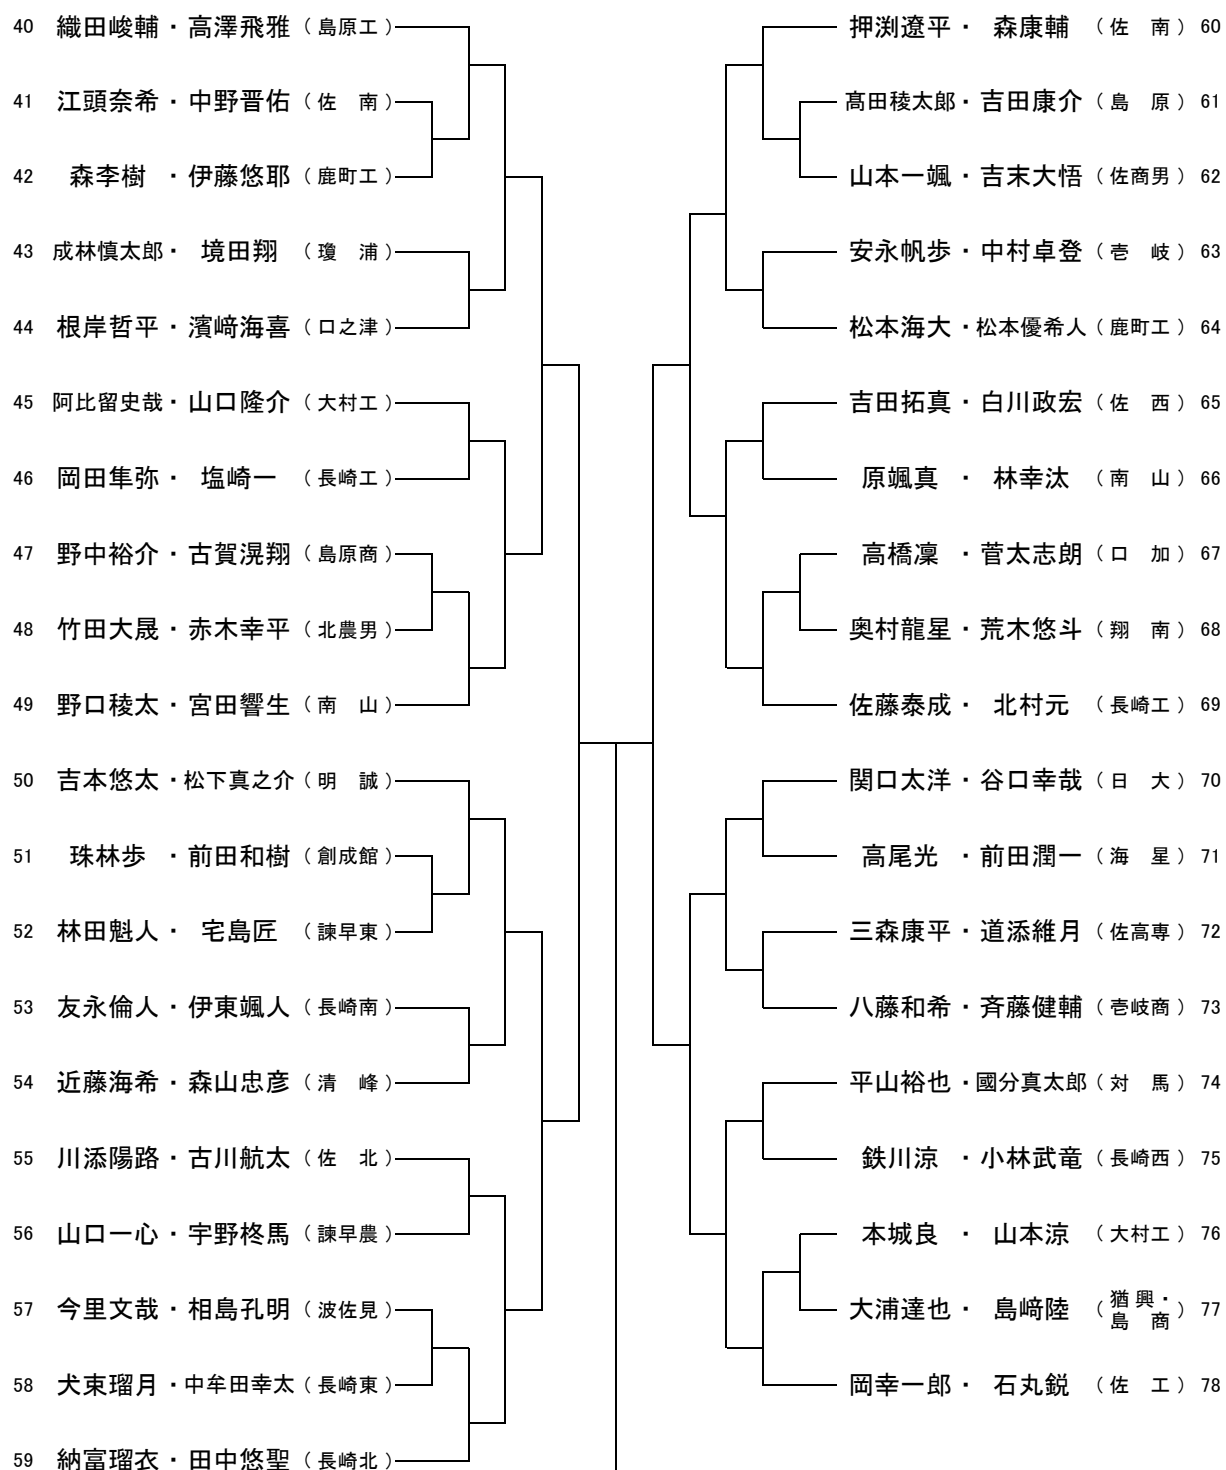 40 織田峻輔・高澤飛雅（島原工）
41 江頭奈希・中野晋佑（佐　南）
42 森李樹・伊藤悠耶（鹿町工）
43 成林慎太郎・境田翔（瓊　浦）
44 根岸哲平・濱﨑海喜（口之津）
45 阿比留史哉・山口隆介（大村工）
46 岡田隼弥・塩崎一（長崎工）
47 野中裕介・古賀滉翔（島原商）
48 竹田大晟・赤木幸平（北農男）
49 野口稜太・宮田響生（南　山）
50 吉本悠太・松下真之介（明　誠）
51 珠林歩・前田和樹（創成館）
52 林田魁人・宅島匠（諫早東）
53 友永倫人・伊東颯人（長崎南）
54 近藤海希・森山忠彦（清　峰）
55 川添陽路・古川航太（佐　北）
56 山口一心・宇野柊馬（諫早農）
57 今里文哉・相島孔明（波佐見）
58 犬束瑠月・中牟田幸太（長崎東）
59 納富瑠衣・田中悠聖（長崎北）
押渕遼平・森康輔（佐　南）60
髙田稜太郎・吉田康介（島　原）61
山本一颯・吉末大悟（佐商男）62
安永帆歩・中村卓登（壱　岐）63
松本海大・松本優希人（鹿町工）64
吉田拓真・白川政宏（佐　西）65
原颯真・林幸汰（南　山）66
高橋凜・菅太志朗（口　加）67
奥村龍星・荒木悠斗（翔　南）68
佐藤泰成・北村元（長崎工）69
関口太洋・谷口幸哉（日　大）70
高尾光・前田潤一（海　星）71
三森康平・道添維月（佐高専）72
八藤和希・斉藤健輔（壱岐商）73
平山裕也・國分真太郎（対　馬）74
鉄川涼・小林武竜（長崎西）75
本城良・山本涼（大村工）76
大浦達也・島﨑陸（猶興・島商）77
岡幸一郎・石丸鋭（佐　工）78